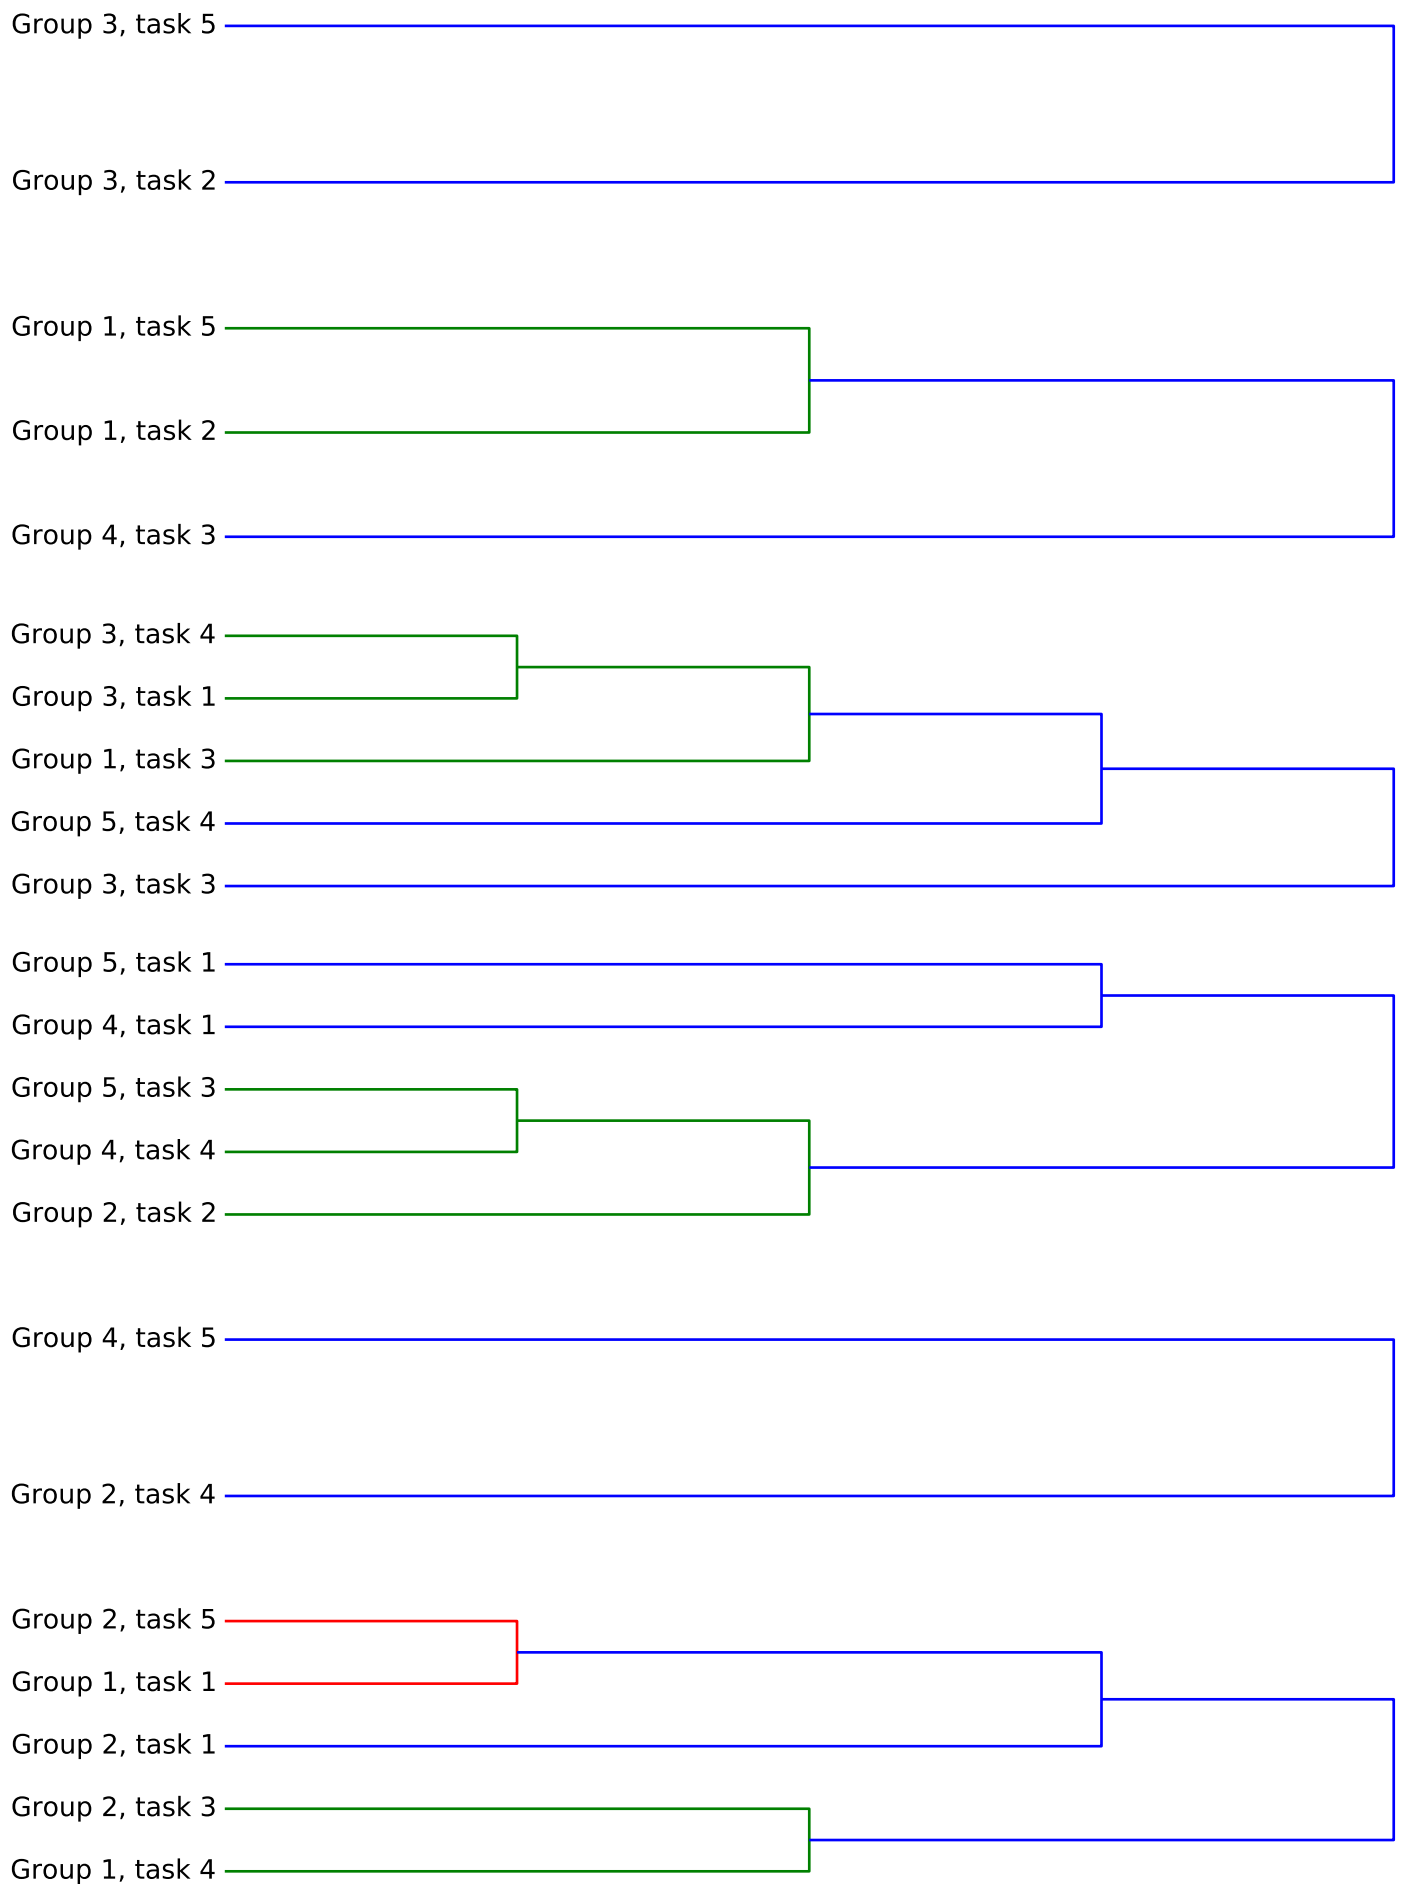 Group 3, task 5
Group 3, task 2
Group 1, task 5
Group 1, task 2
Group 4, task 3
Group 3, task 4
Group 3, task 1
Group 1, task 3
Group 5, task 4
Group 3, task 3
Group 5, task 1
Group 4, task 1
Group 5, task 3
Group 4, task 4
Group 2, task 2
Group 4, task 5
Group 2, task 4
Group 2, task 5
Group 1, task 1
Group 2, task 1
Group 2, task 3
Group 1, task 4